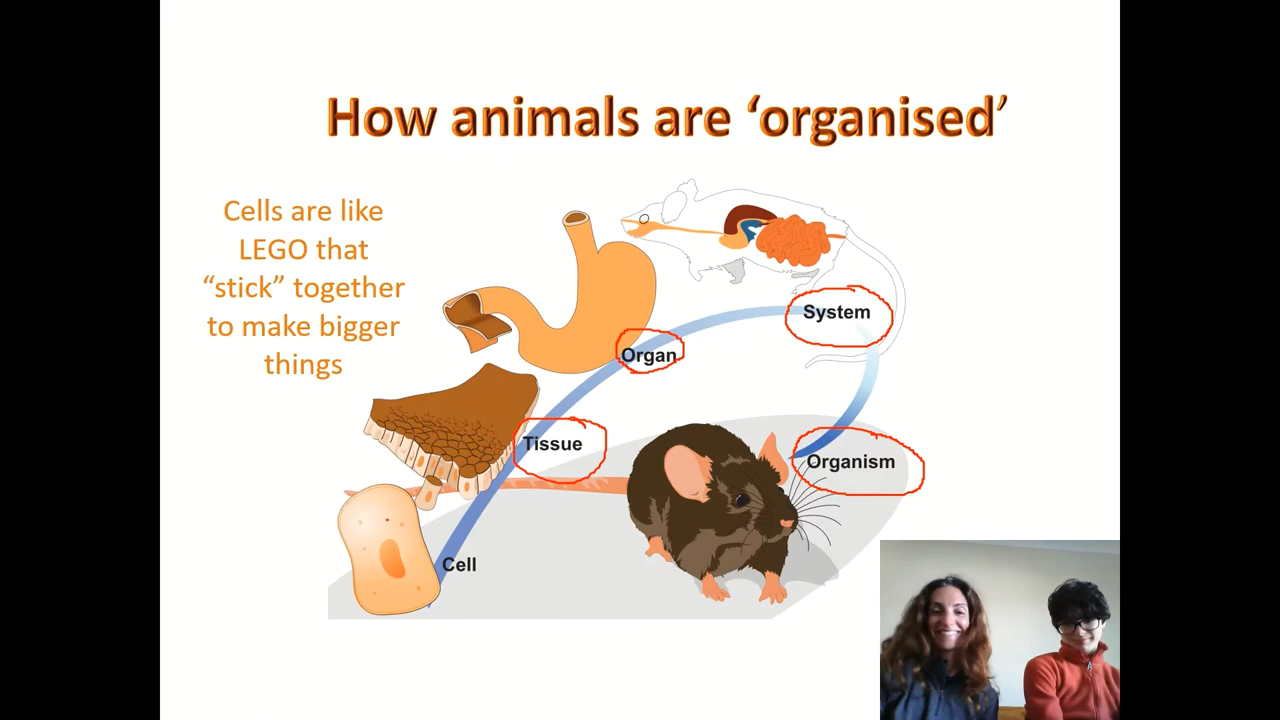 How animals are ‘organised’
Cells are like
LEGO that
“stick” together
to make bigger
things
System
Organ
Tissue
Organism
Cell